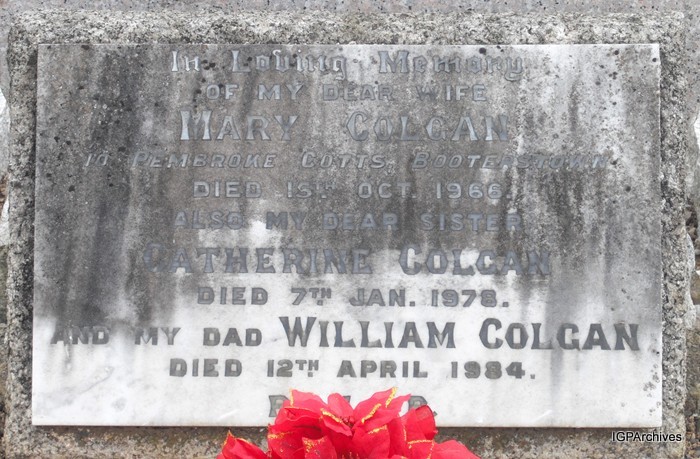 In Loving Memory
OF MY DEAR WIFE
MARY COLGAN
10 PEMBROKE COTTS, BOOTERSTOWN
DIED 1ST OCT. 1966.
ALSO MY DEAR SISTER
CATHERINE COLGAN
DIED 7TH JAN. 1978.
AND MY DAD WILLIAM COLGAN
DIED 12TH APRIL 1984.
IGPArchives